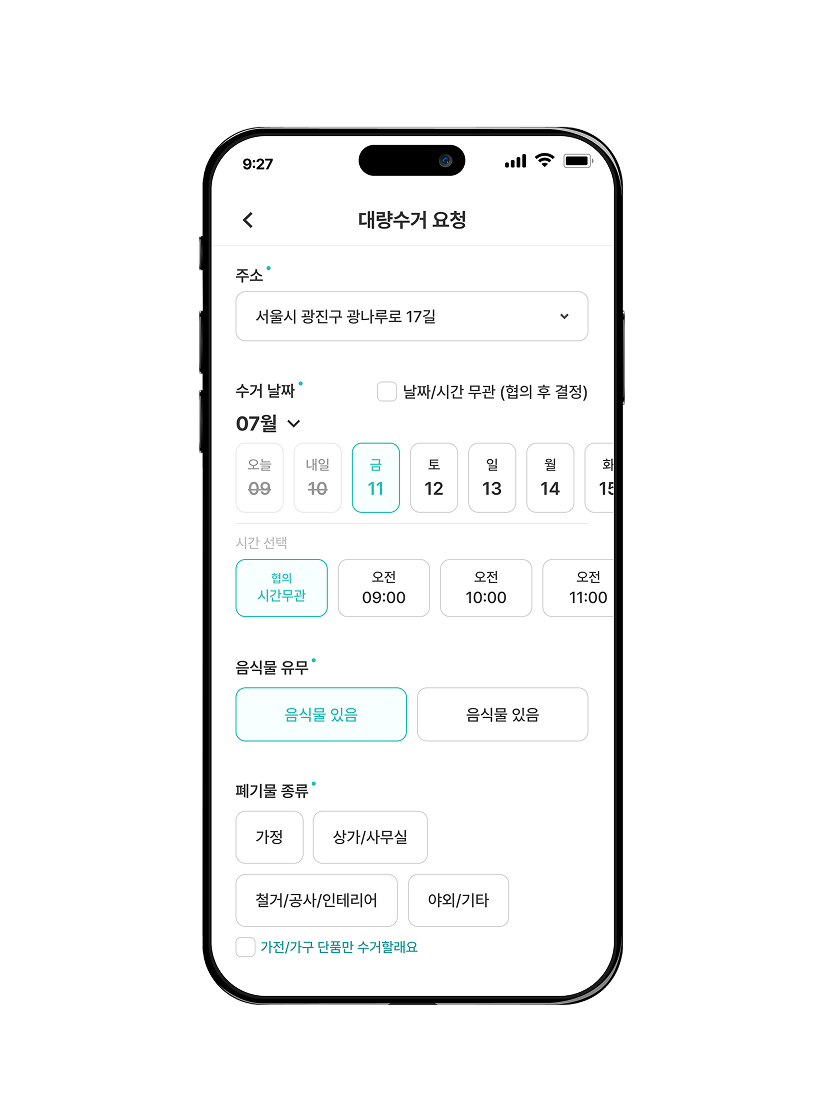 9:27
대량수거 요청
주소
서울시 광진구 광나루로 17길
수거 날짜
날짜/시간 무관 (협의 후 결정)
07월
오늘 내일 금 토 일 월 화
09 10 11 12 13 14 15
시간 선택
협의 오전 오전 오전
시간무관 09:00 10:00 11:00
음식물 유무
음식물 있음 음식물 있음
폐기물 종류
가정 상가/사무실
철거/공사/인테리어 야외/기타
가전/가구 단품만 수거할래요